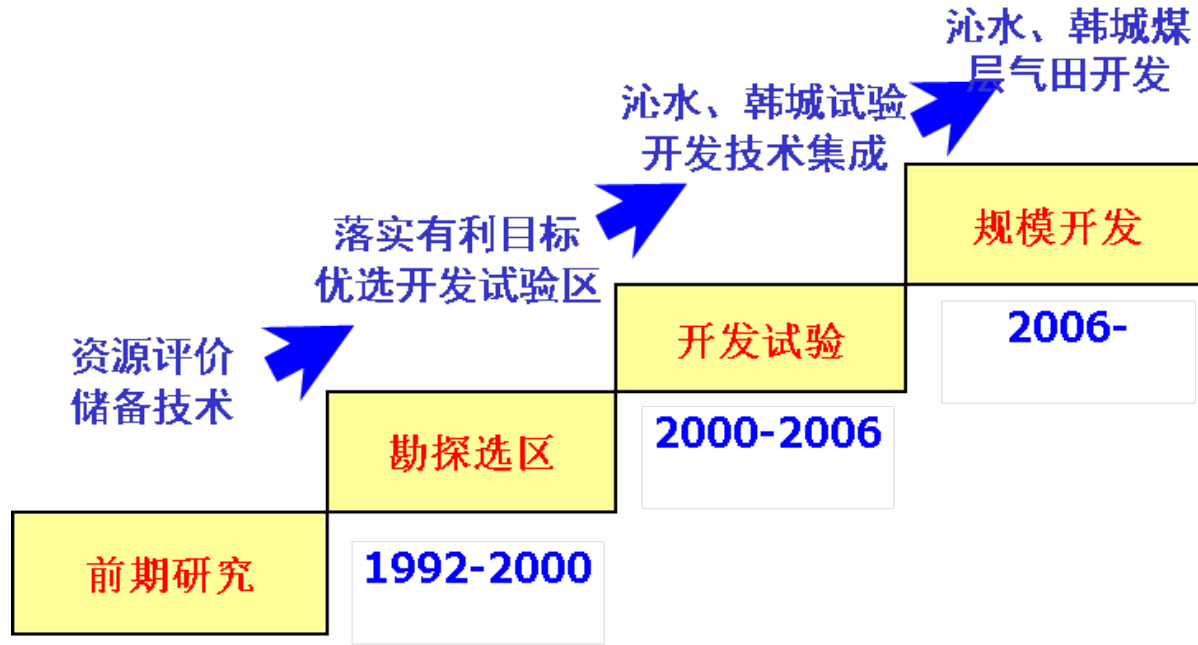 沁水、韩城煤
层气田开发
沁水、韩城试验
开发技术集成
规模开发
落实有利目标
优选开发试验区
2006-
开发试验
资源评价
储备技术
2000-2006
勘探选区
1992-2000
前期研究